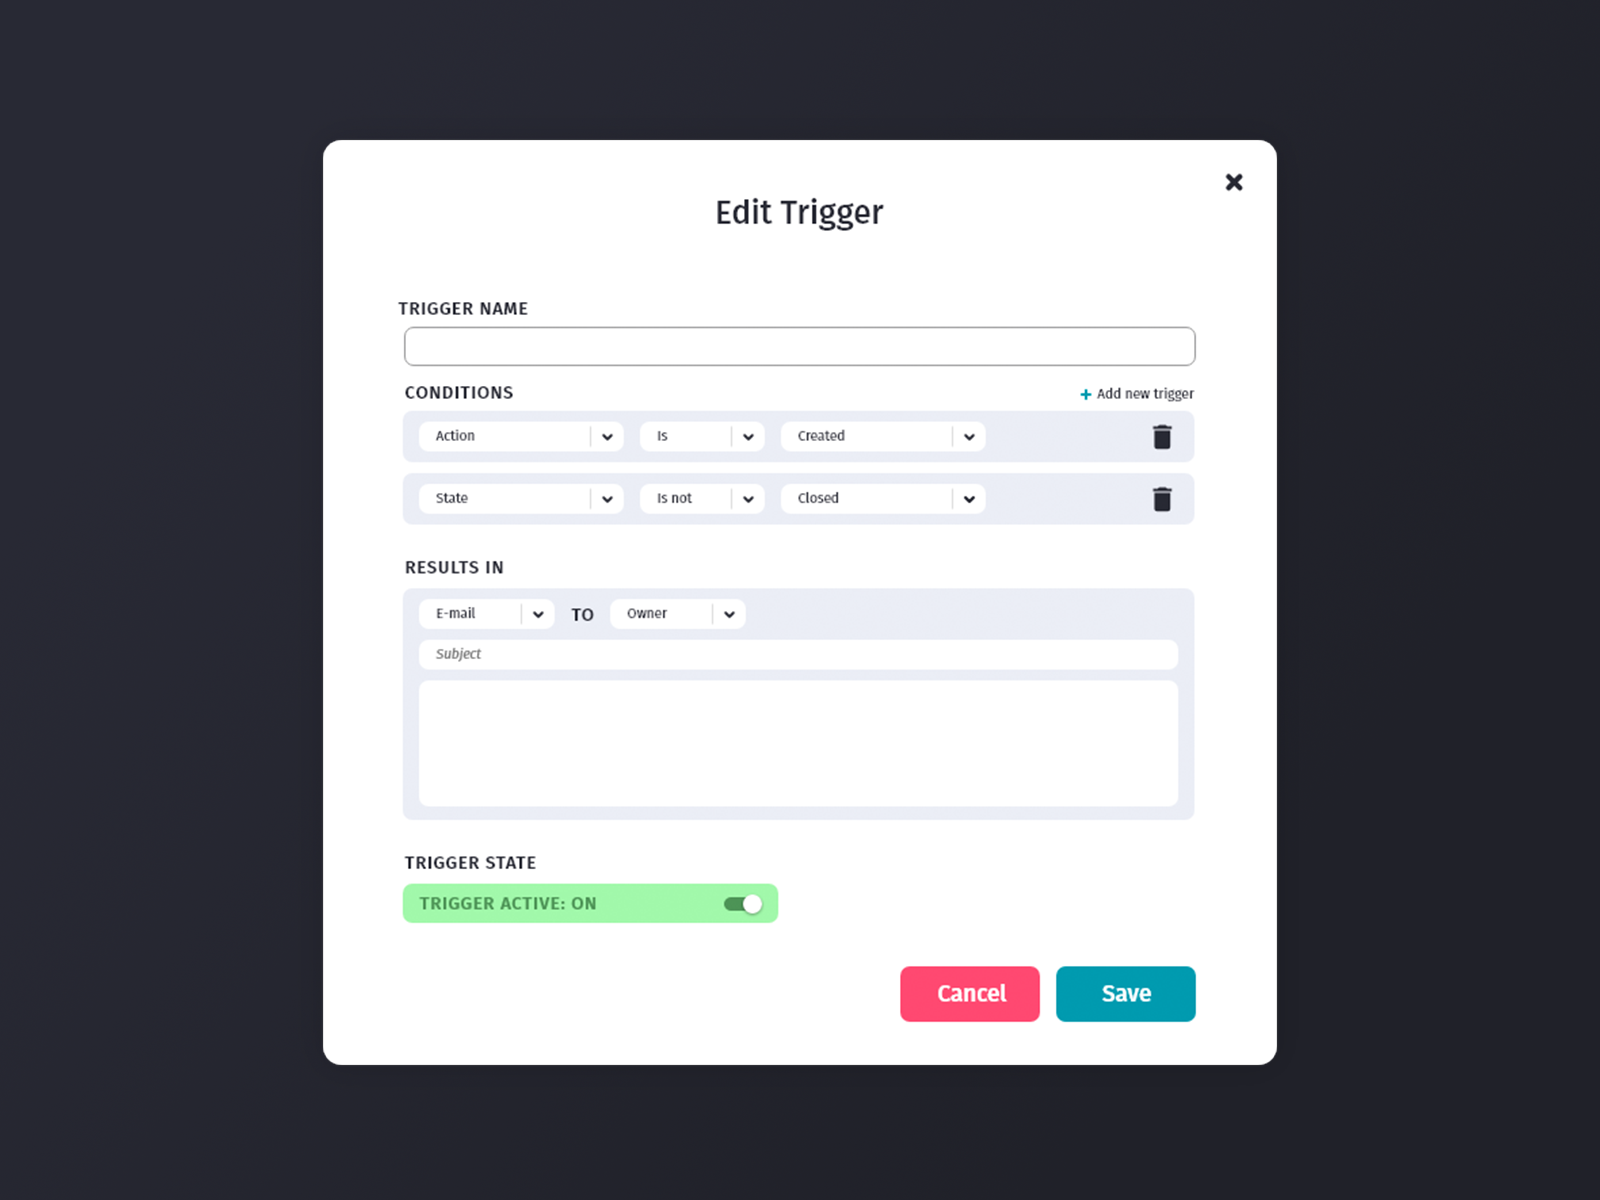 Edit Trigger
TRIGGER NAME
CONDITIONS
+ Add new trigger
Action Is Created
State Is not Closed
RESULTS IN
E-mail TO Owner
Subject
TRIGGER STATE
TRIGGER ACTIVE: ON
Cancel Save